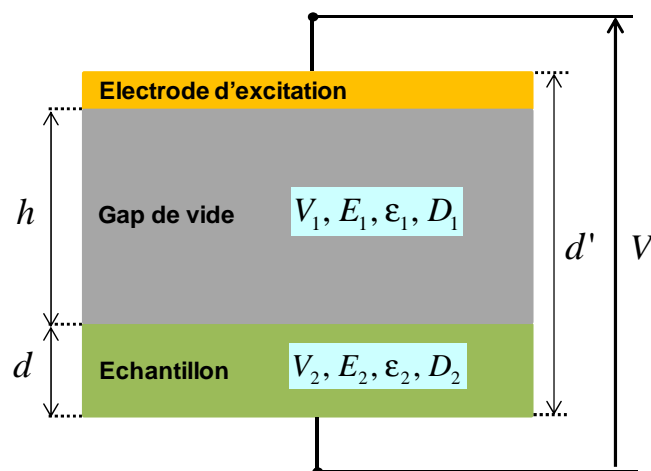 Electrode d'excitation
h
Gap de vide
V₁, E₁, ε₁, D₁
d'
V
d
Echantillon
V₂, E₂, ε₂, D₂